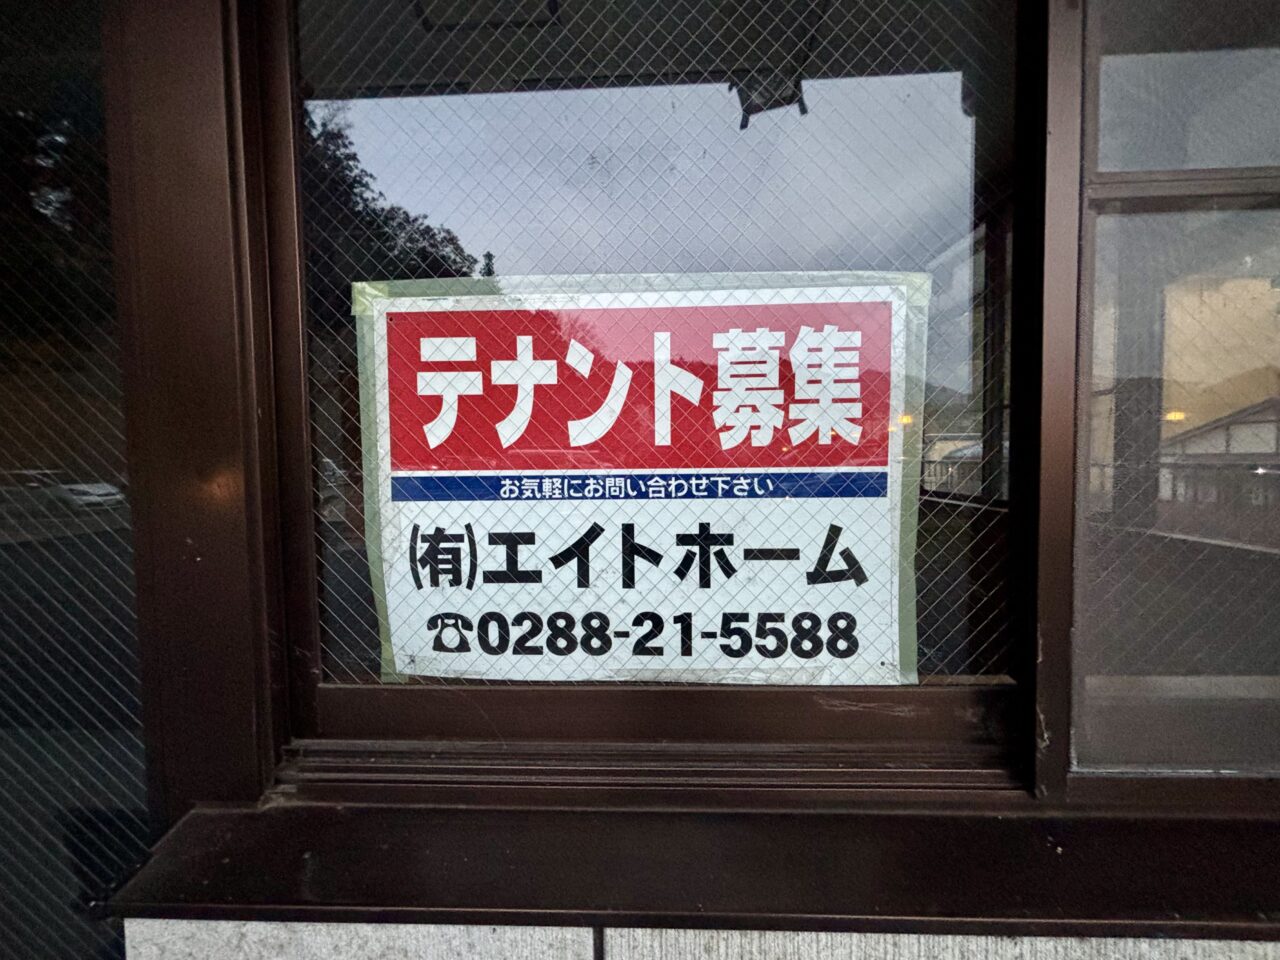 テナント募集
お気軽にお問い合わせ下さい
(有)エイトホーム
☎0288-21-5588